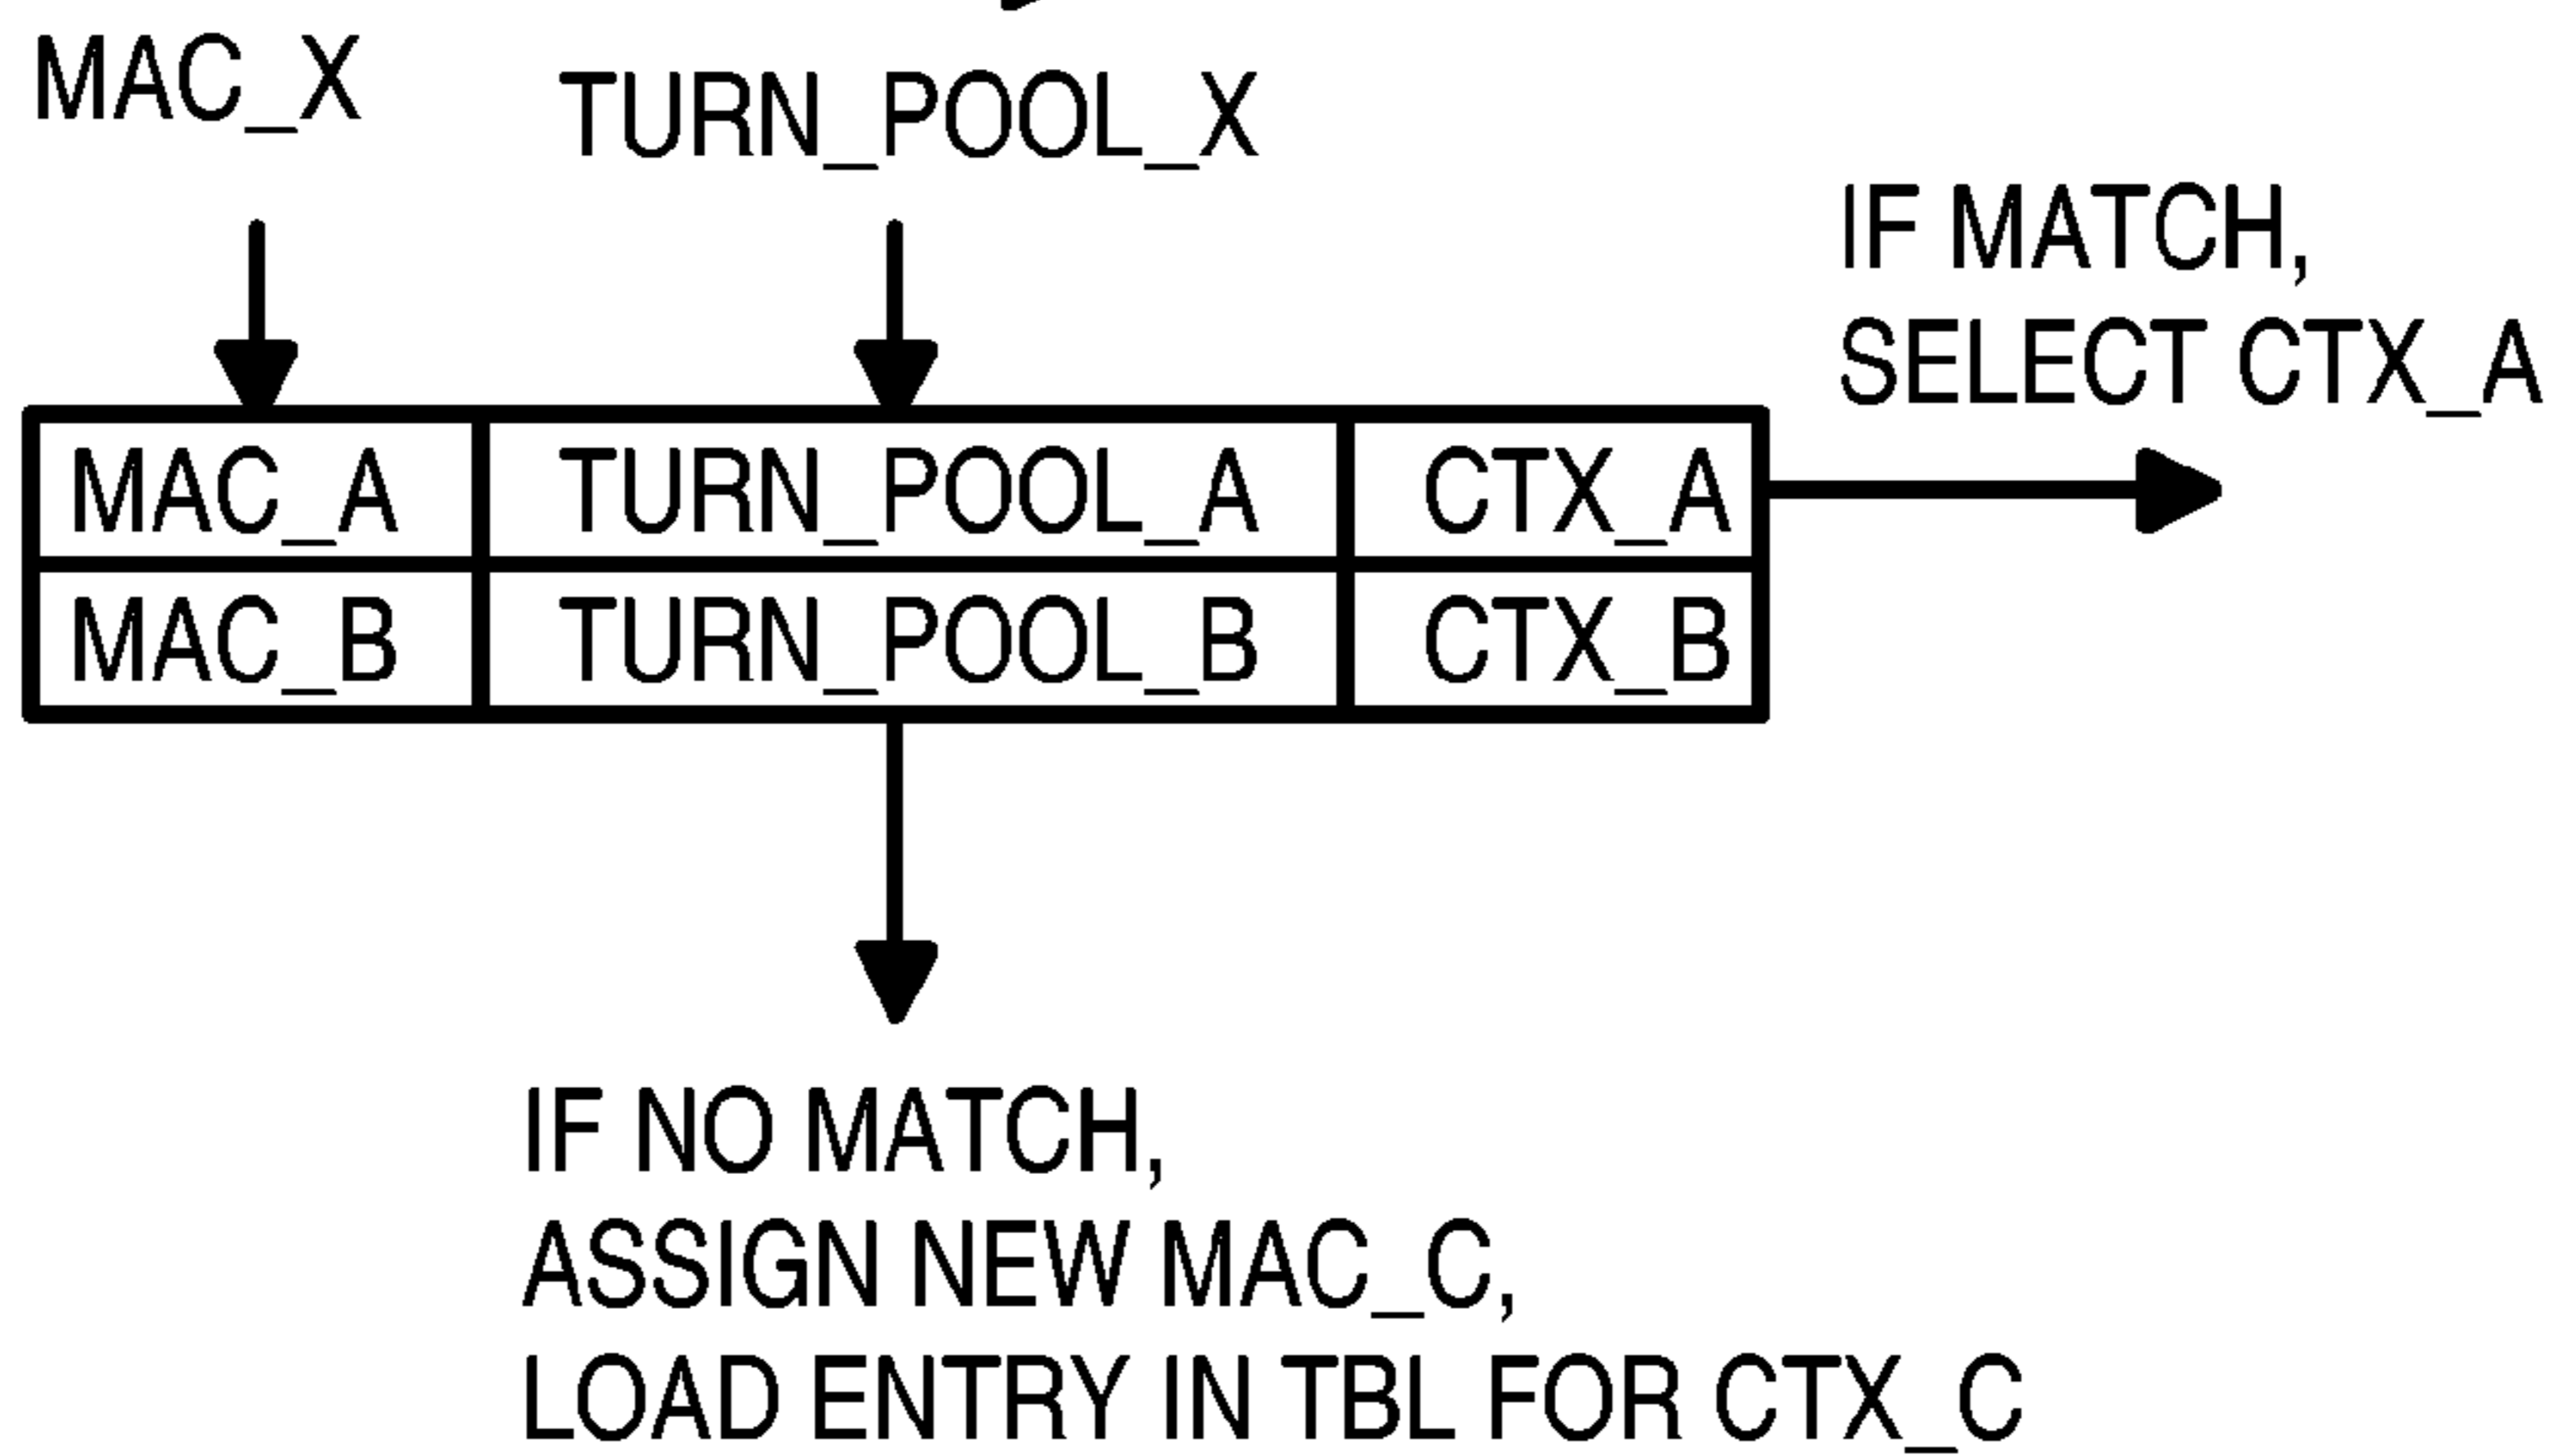 MAC_X
TURN_POOL_X
IF MATCH,
SELECT CTX_A
MAC_A TURN_POOL_A CTX_A
MAC_B TURN_POOL_B CTX_B
IF NO MATCH,
ASSIGN NEW MAC_C,
LOAD ENTRY IN TBL FOR CTX_C